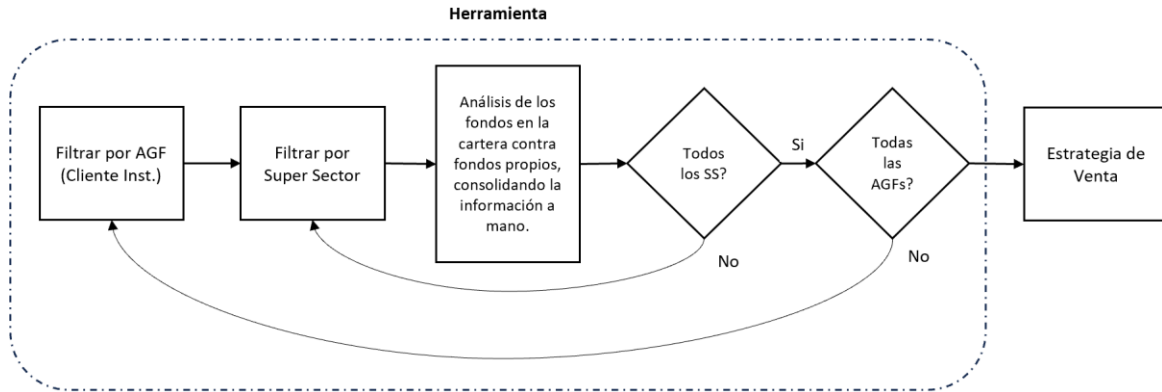 Herramienta
Filtrar por AGF
(Cliente Inst.)
Filtrar por
Super Sector
Análisis de los
fondos en la
cartera contra
fondos propios,
consolidando la
información a
mano.
Todos
los SS?
Si
Todas
las
AGFs?
Estrategia de
Venta
No
No